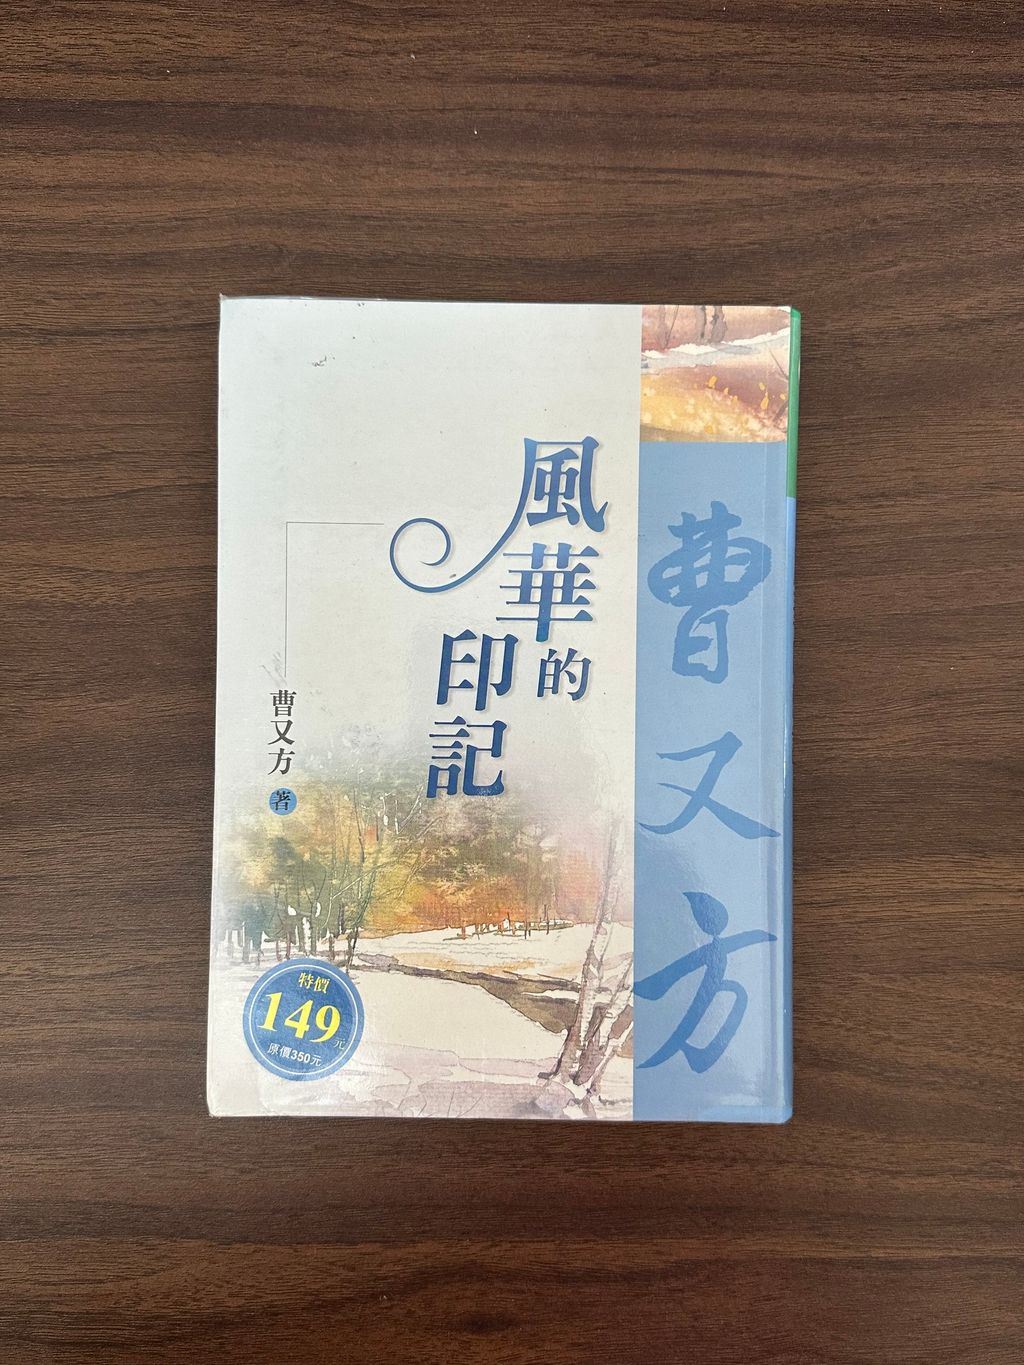 曹又方
風華的
印記
曹又方 著
特價
149元
原價350元